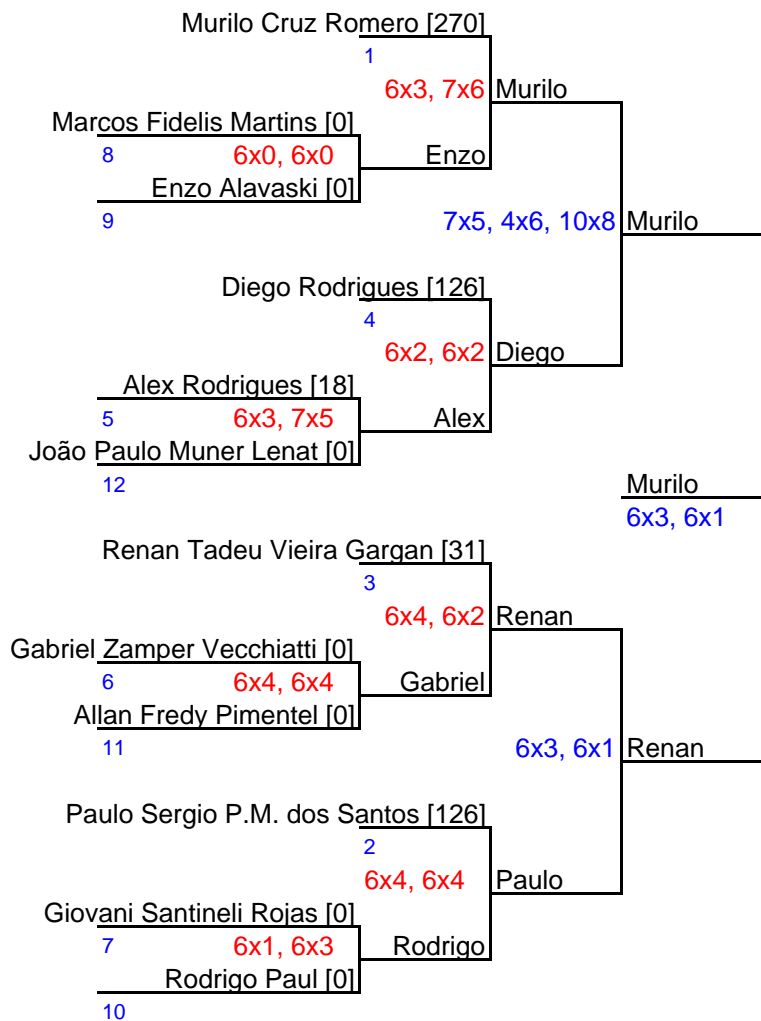 Murilo Cruz Romero [270]
1
6x3, 7x6 Murilo
Marcos Fidelis Martins [0]
8 6x0, 6x0 Enzo
Enzo Alavaski [0]
9
7x5, 4x6, 10x8 Murilo
Diego Rodrigues [126]
4
6x2, 6x2 Diego
Alex Rodrigues [18]
5 6x3, 7x5 Alex
João Paulo Muner Lenat [0]
12
Murilo
6x3, 6x1
Renan Tadeu Vieira Gargan [31]
3
6x4, 6x2 Renan
Gabriel Zamper Vecchiatti [0]
6 6x4, 6x4 Gabriel
Allan Fredy Pimentel [0]
11
6x3, 6x1 Renan
Paulo Sergio P.M. dos Santos [126]
2
6x4, 6x4 Paulo
Giovani Santineli Rojas [0]
7 6x1, 6x3 Rodrigo
Rodrigo Paul [0]
10